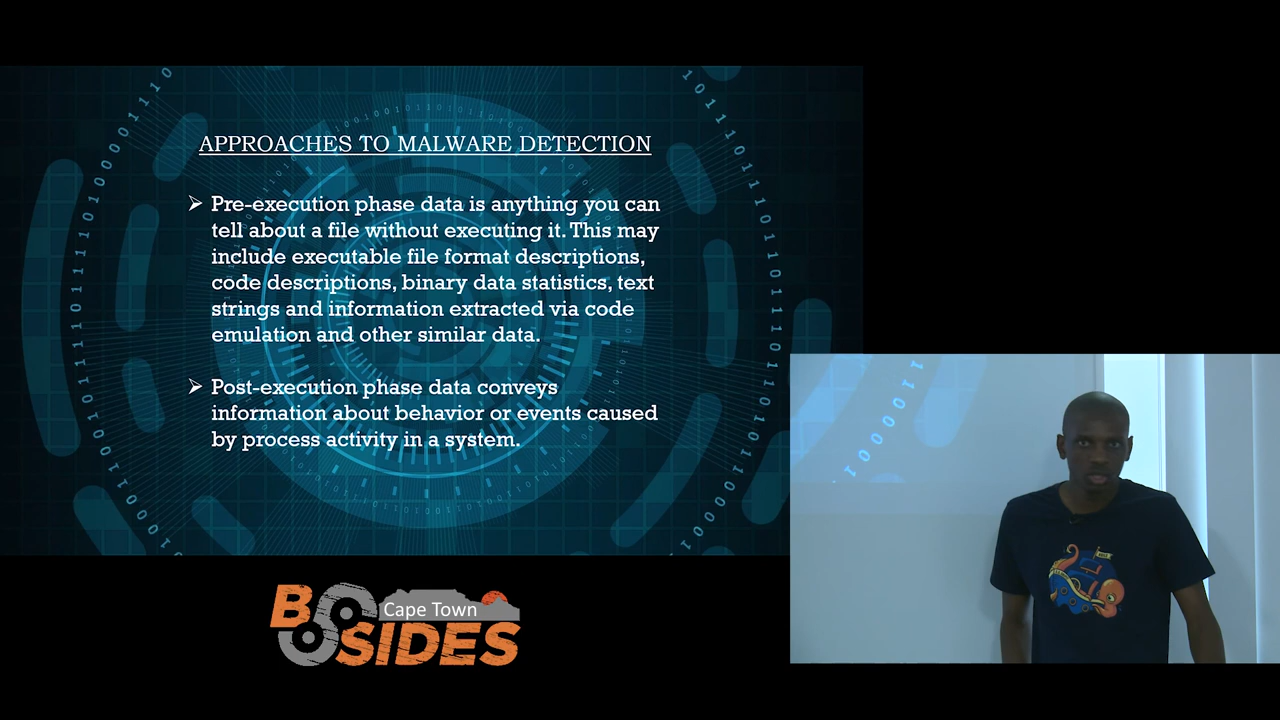 APPROACHES TO MALWARE DETECTION
➢ Pre-execution phase data is anything you can
tell about a file without executing it. This may
include executable file format descriptions,
code descriptions, binary data statistics, text
strings and information extracted via code
emulation and other similar data.
➢ Post-execution phase data conveys
information about behavior or events caused
by process activity in a system.
Cape Town
BSIDES